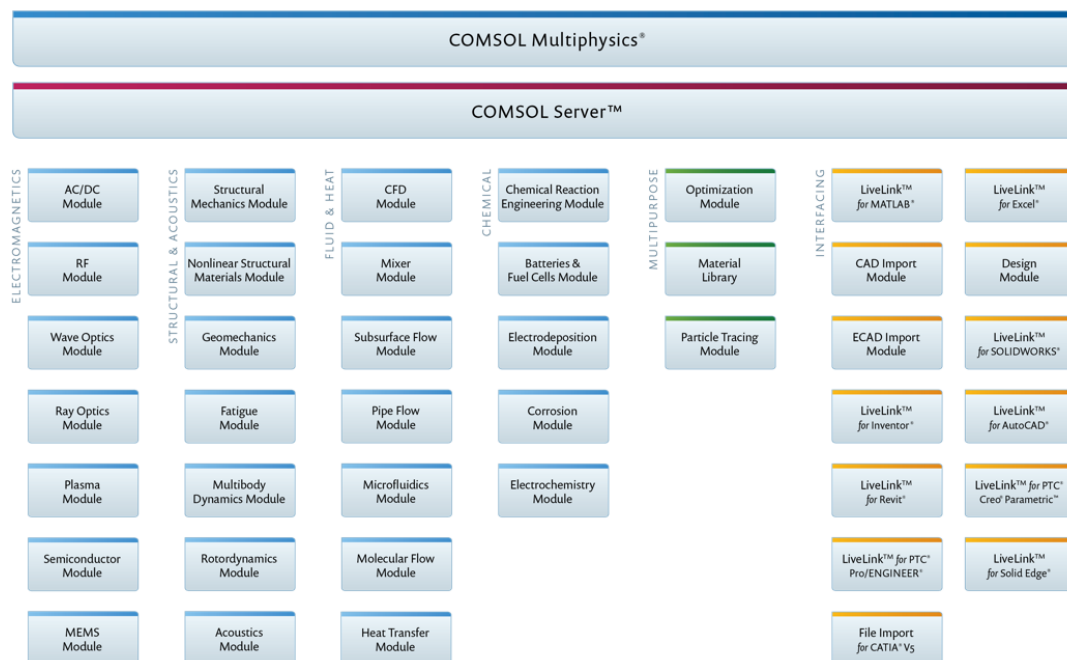 COMSOL Multiphysics®
COMSOL Server™
ELECTROMAGNETICS
AC/DC
Module
RF
Module
Wave Optics
Module
Ray Optics
Module
Plasma
Module
Semiconductor
Module
MEMS
Module
STRUCTURAL & ACOUSTICS
Structural
Mechanics Module
Nonlinear Structural
Materials Module
Geomechanics
Module
Fatigue
Module
Multibody
Dynamics Module
Rotordynamics
Module
Acoustics
Module
FLUID & HEAT
CFD
Module
Mixer
Module
Subsurface Flow
Module
Pipe Flow
Module
Microfluidics
Module
Molecular Flow
Module
Heat Transfer
Module
CHEMICAL
Chemical Reaction
Engineering Module
Batteries &
Fuel Cells Module
Electrodeposition
Module
Corrosion
Module
Electrochemistry
Module
MULTIPURPOSE
Optimization
Module
Material
Library
Particle Tracing
Module
INTERFACING
LiveLink™
for MATLAB®
CAD Import
Module
ECAD Import
Module
LiveLink™
for Inventor®
LiveLink™
for Revit®
LiveLink™ for PTC®
Pro/ENGINEER®
File Import
for CATIA® V5
LiveLink™
for Excel®
Design
Module
LiveLink™
for SOLIDWORKS®
LiveLink™
for AutoCAD®
LiveLink™ for PTC®
Creo® Parametric™
LiveLink™
for Solid Edge®